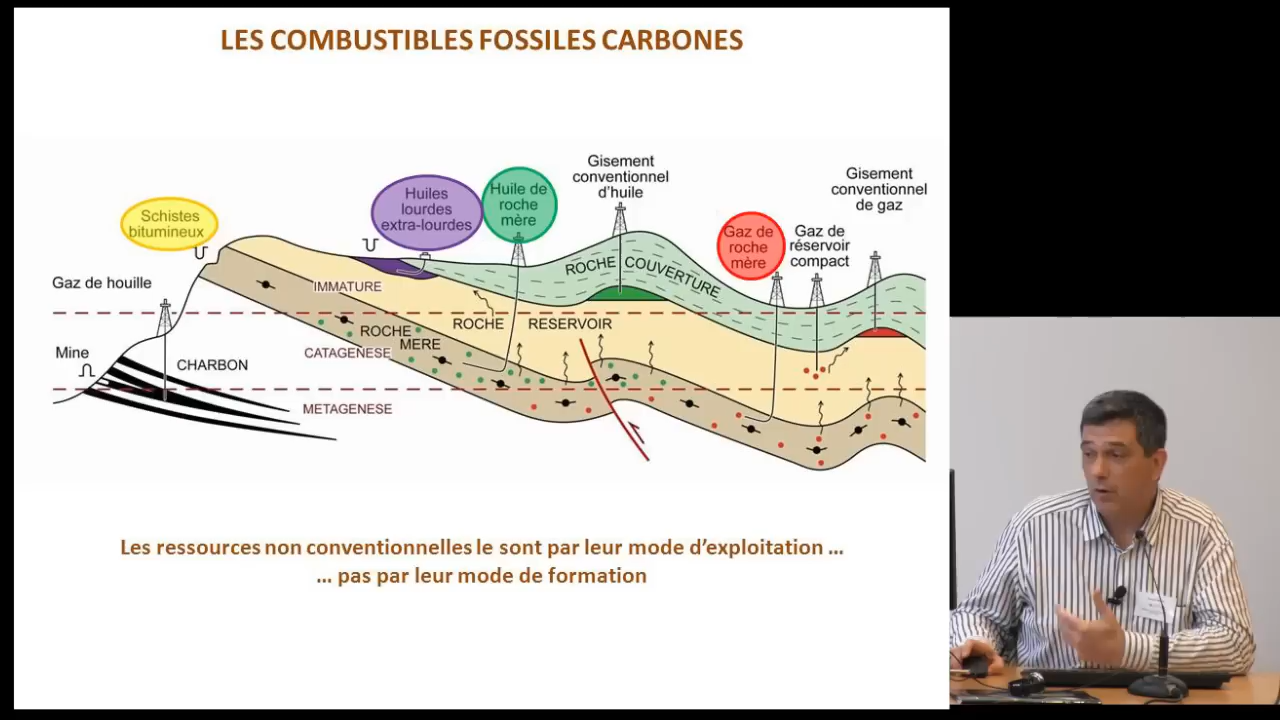 LES COMBUSTIBLES FOSSILES CARBONES
Gisement
conventionnel
d'huile
Gisement
conventionnel
de gaz
Huiles
lourdes
extra-lourdes
Huile de
roche
mère
Schistes
bitumineux
Gaz de
roche
mère
Gaz de
réservoir
compact
Gaz de houille
IMMATURE
ROCHE COUVERTURE
ROCHE
MERE
ROCHE RESERVOIR
CATAGENESE
Mine
CHARBON
METAGENESE
Les ressources non conventionnelles le sont par leur mode d'exploitation ...
... pas par leur mode de formation